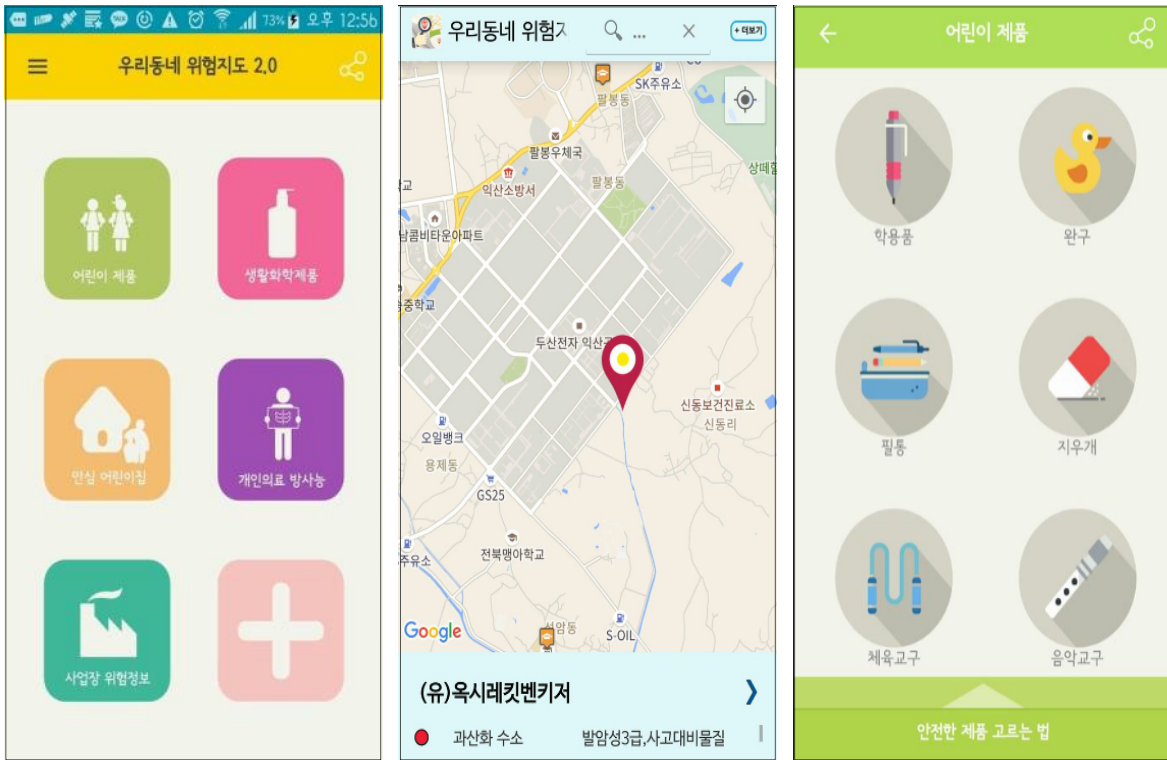 73% 오후 12:56
우리동네 위험지도 2.0
어린이 제품
생활화학제품
안심 어린이집
개인의료 방사능
사업장 위험정보
우리동네 위험지
...
+ 더보기
SK주유소
팔봉동
팔봉우체국
상떼힐
팔봉동
익산소방서
남콤비타운아파트
중학교
두산전자 익산공
신동보건진료소
신동리
오일뱅크
용제동
GS25
전북맹아학교
주유소
석암동
S-OIL
Google
(유)옥시레킷벤키저
과산화 수소 발암성3급,사고대비물질
어린이 제품
학용품
완구
필통
지우개
체육교구
음악교구
안전한 제품 고르는 법